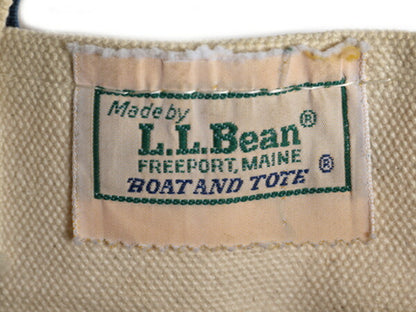 Made by
L.L.Bean®
FREEPORT, MAINE
BOAT AND TOTE ®